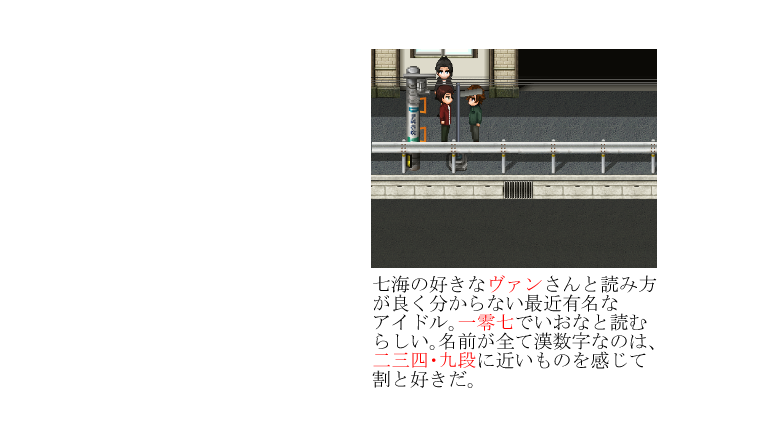 七海の好きなヴァンさんと読み方
が良く分からない最近有名な
アイドル。一零七でいおなと読む
らしい。名前が全て漢数字なのは、
二三四・九段に近いものを感じて
割と好きだ。